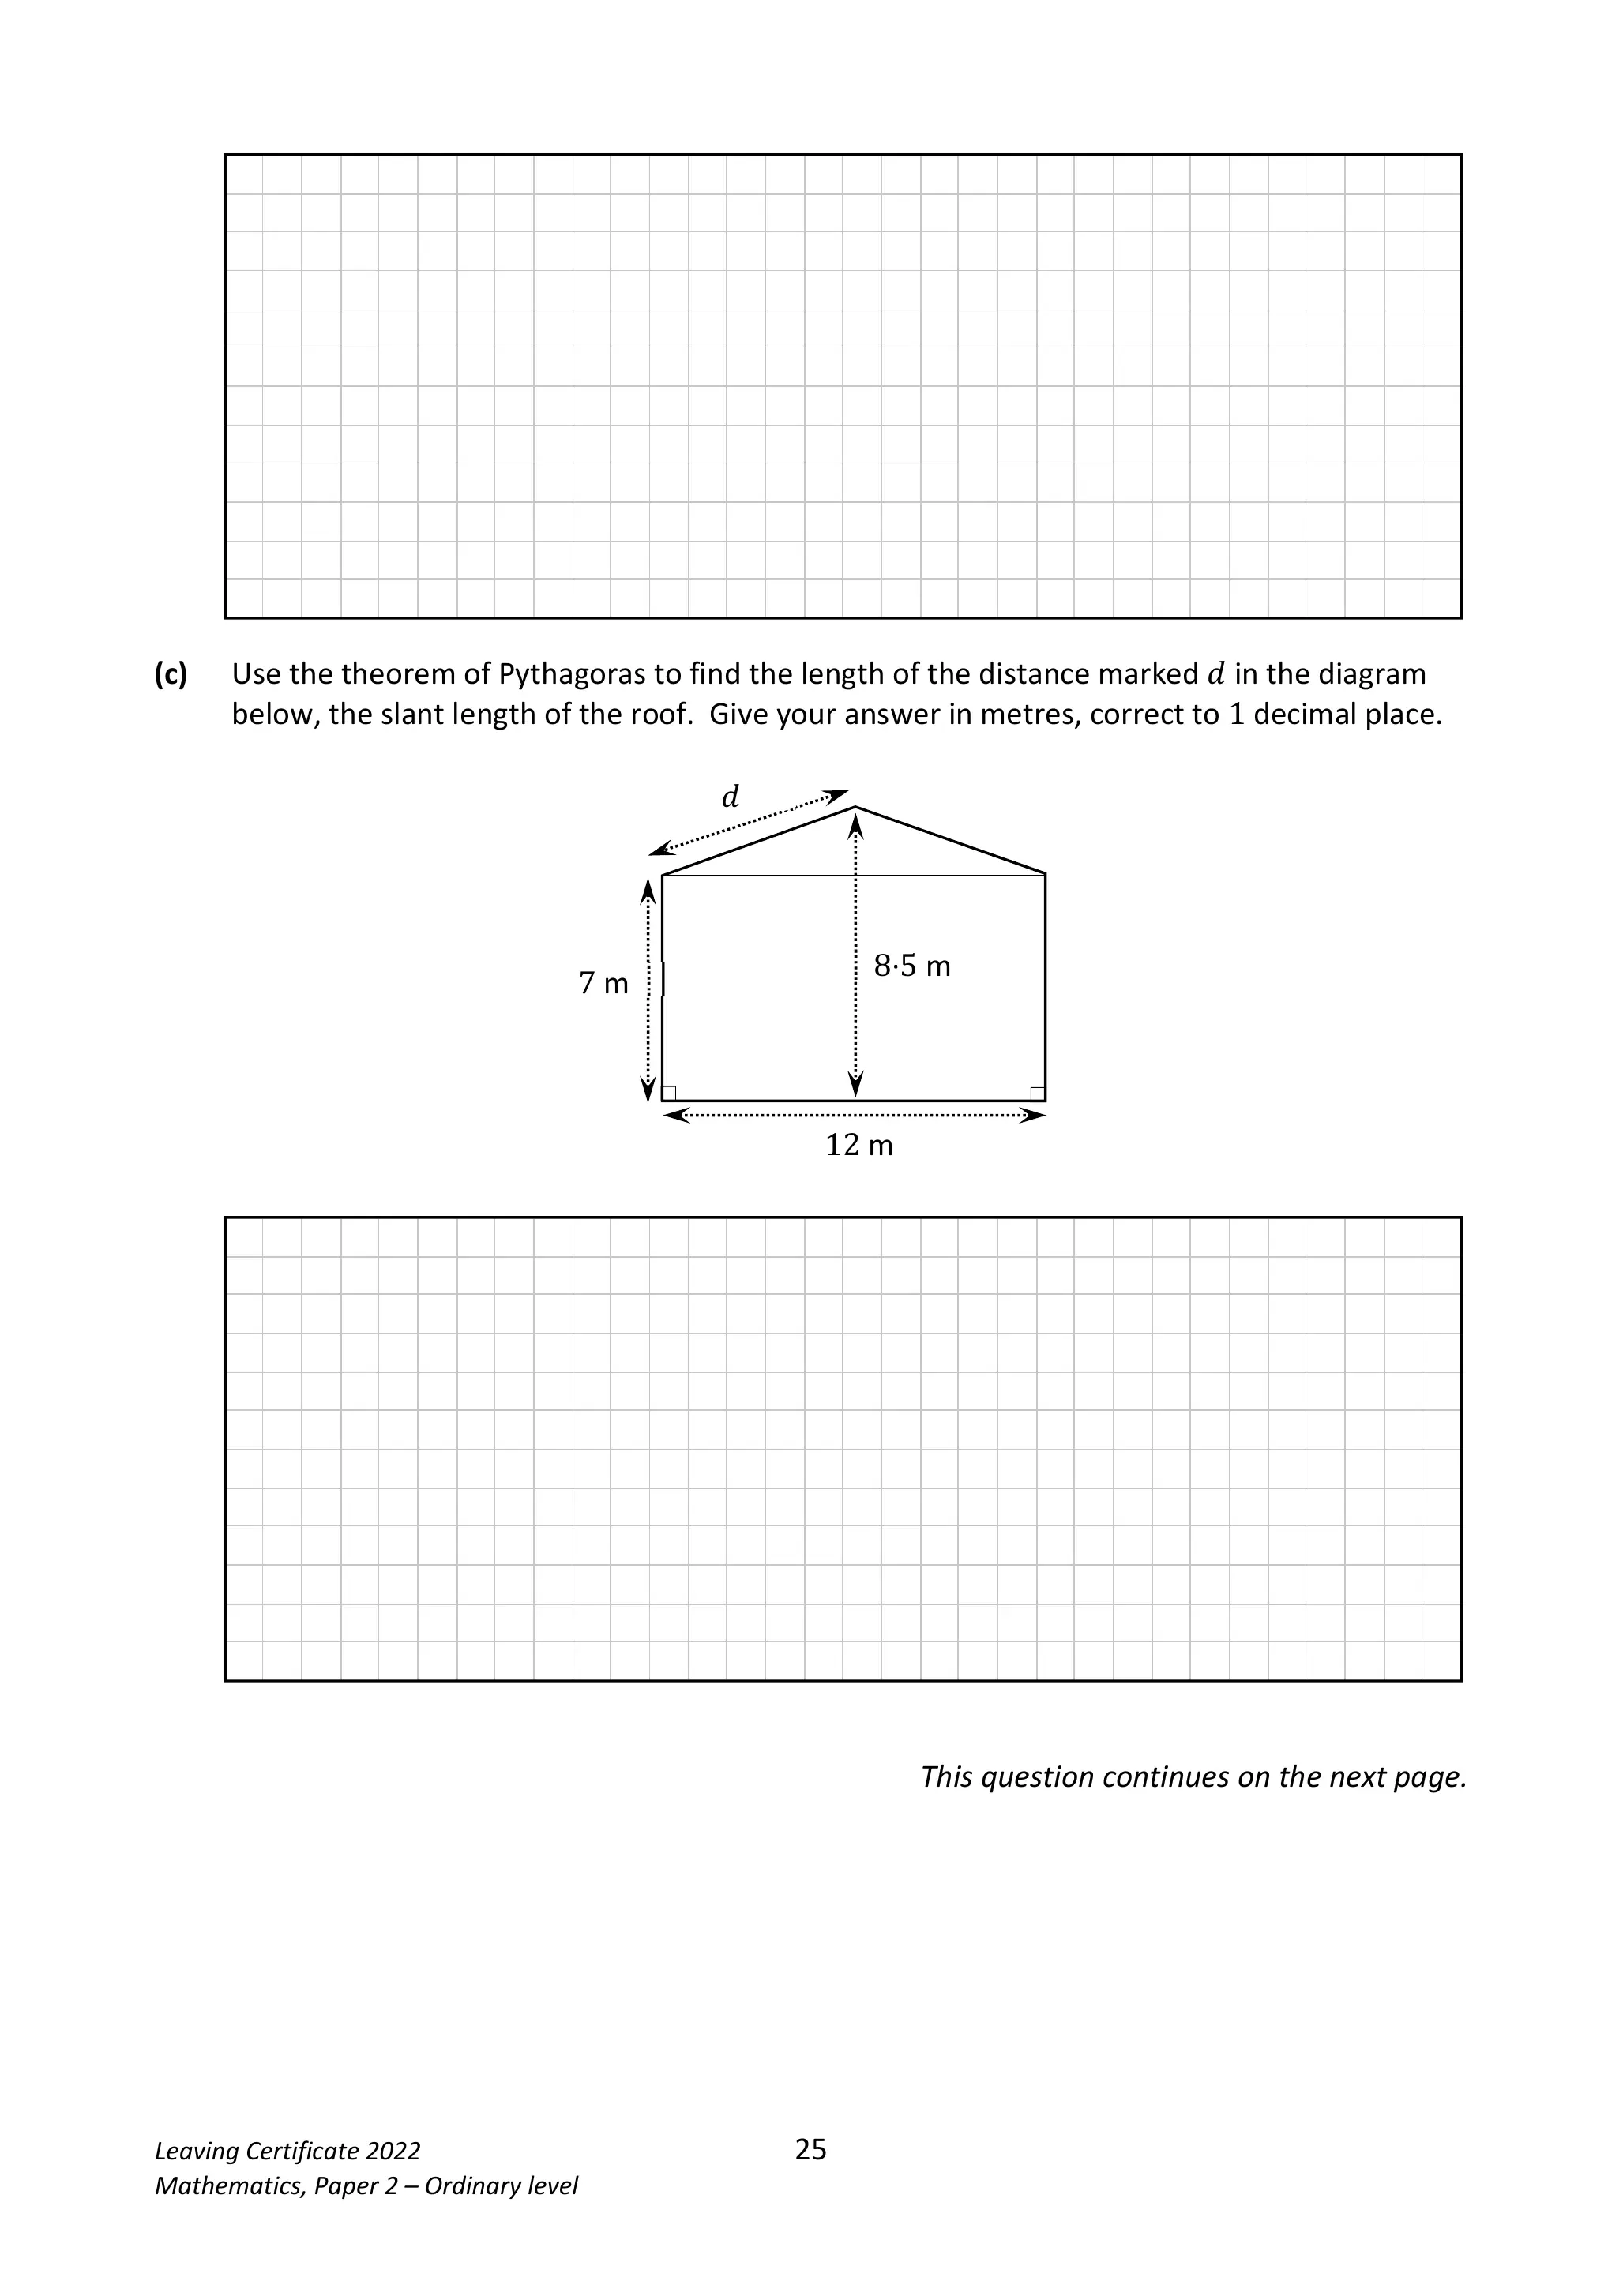 (c) Use the theorem of Pythagoras to find the length of the distance marked d in the diagram
below, the slant length of the roof. Give your answer in metres, correct to 1 decimal place.
d
8·5 m
7 m
12 m
This question continues on the next page.
Leaving Certificate 2022
25
Mathematics, Paper 2 – Ordinary level